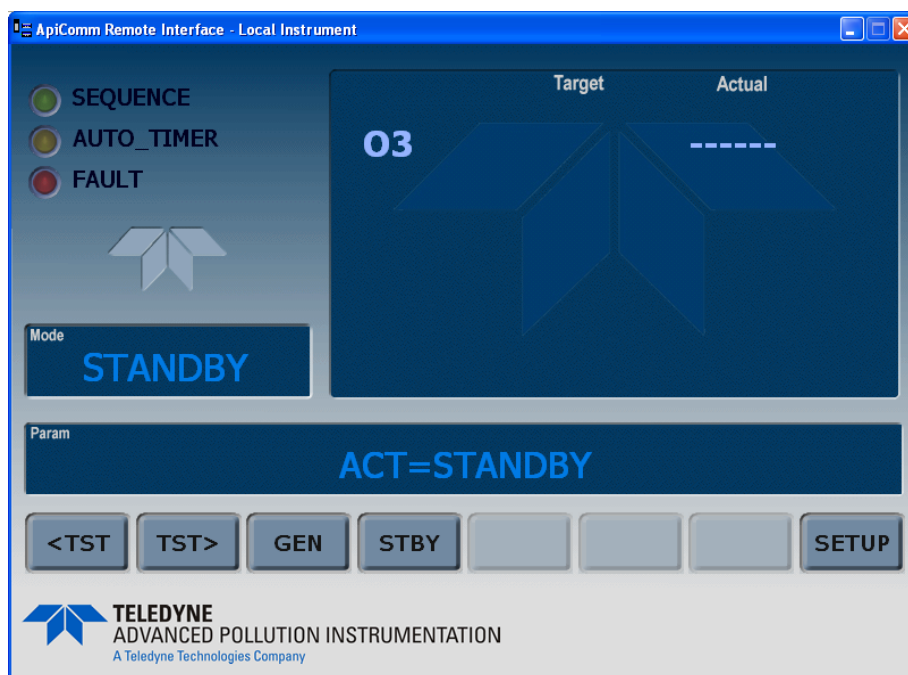 ApiComm Remote Interface - Local Instrument
SEQUENCE
AUTO_TIMER
FAULT
Target Actual
O3 ------
Mode
STANDBY
Param
ACT=STANDBY
<TST TST> GEN STBY SETUP
TELEDYNE
ADVANCED POLLUTION INSTRUMENTATION
A Teledyne Technologies Company